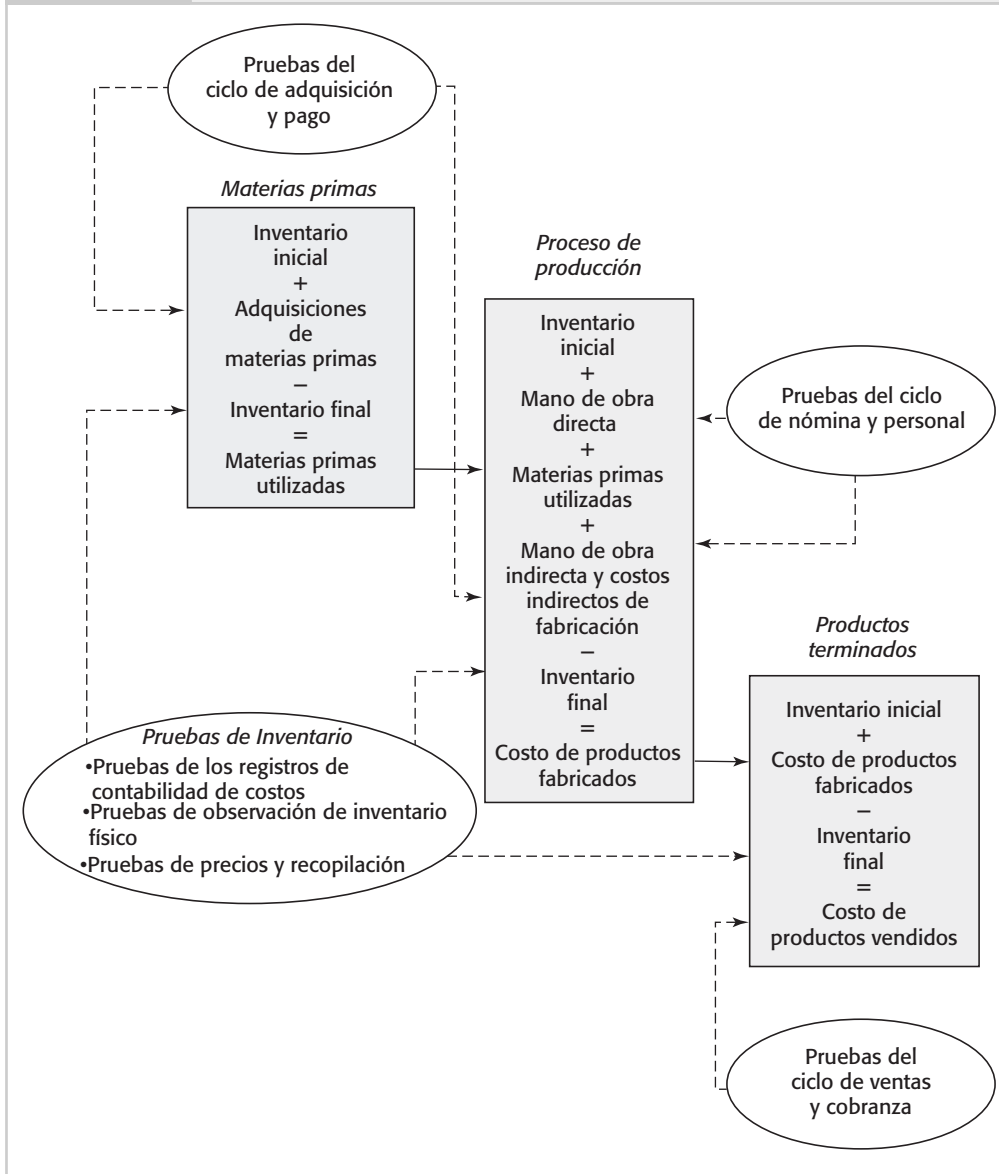 Pruebas del
ciclo de adquisición
y pago
Materias primas
Inventario
inicial
+
Adquisiciones
de
materias primas
–
Inventario final
=
Materias primas
utilizadas
Proceso de
producción
Inventario
inicial
+
Mano de obra
directa
+
Materias primas
utilizadas
+
Mano de obra
indirecta y costos
indirectos de
fabricación
–
Inventario
final
=
Costo de productos
fabricados
Pruebas del ciclo
de nómina y personal
Pruebas de Inventario
•Pruebas de los registros de
contabilidad de costos
•Pruebas de observación de inventario
físico
•Pruebas de precios y recopilación
Productos
terminados
Inventario inicial
+
Costo de productos
fabricados
–
Inventario
final
=
Costo de
productos vendidos
Pruebas del
ciclo de ventas
y cobranza